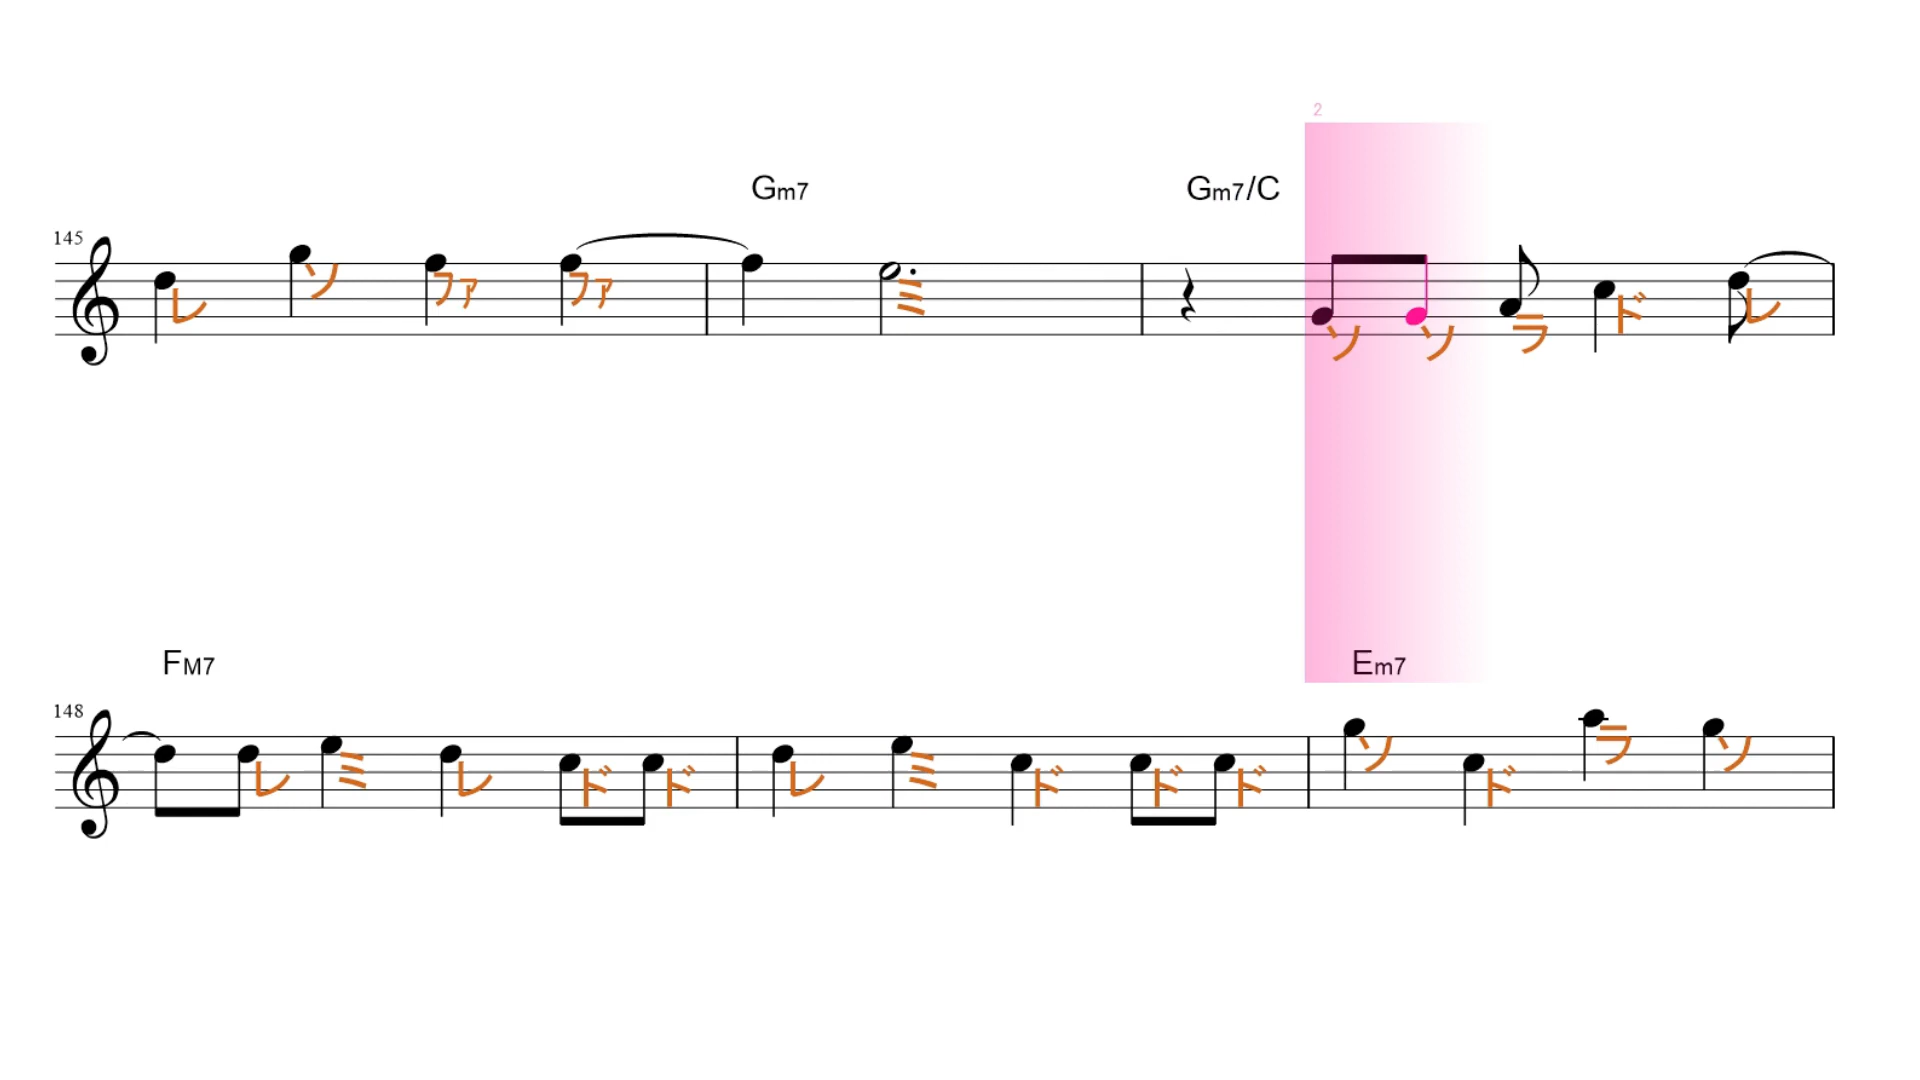 2
Gm7 Gm7/C
145
レ ソ ファ ファ ミ ソ ソ ラ ド レ
FM7 Em7
148
レ ミ レ ド ド レ ミ ド ド ド ソ ド ラ ソ